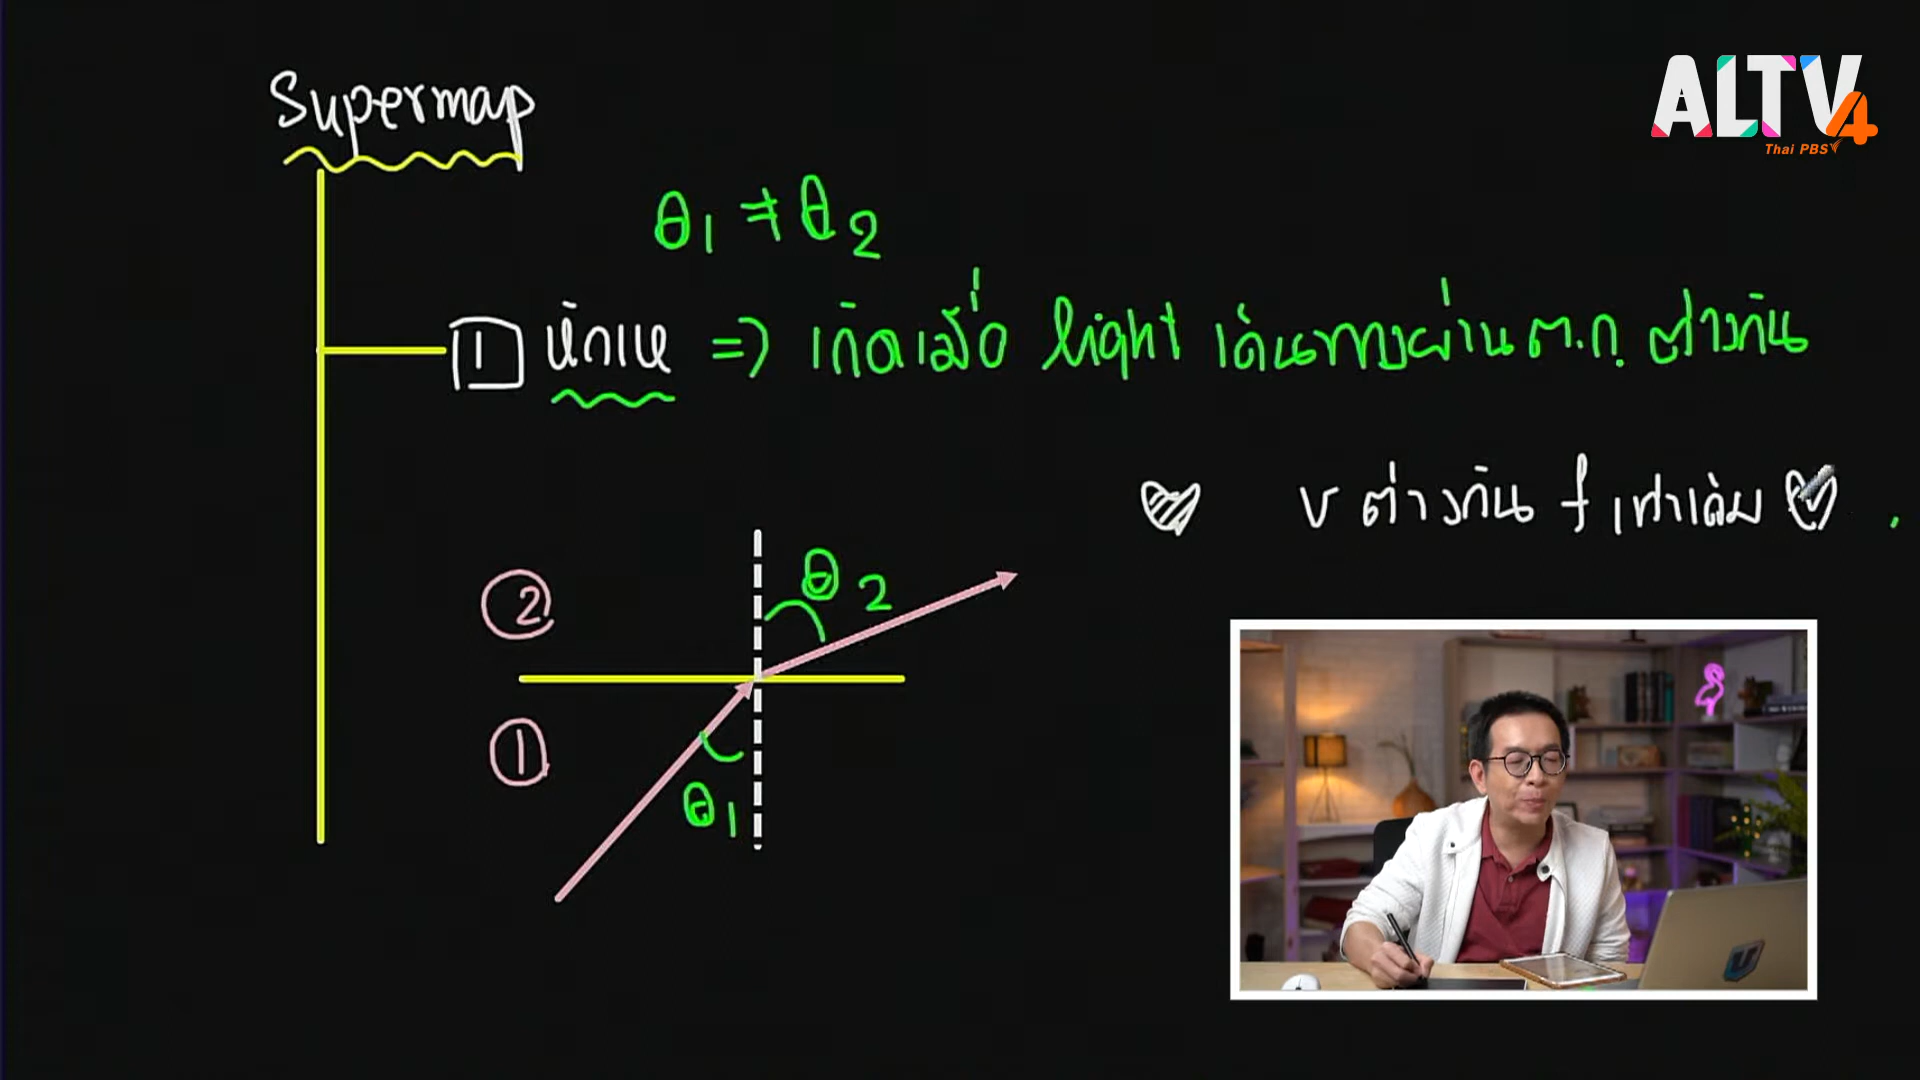 Supermap
ALTV4
Thai PBS
θ1 ≠ θ2
1 หักเห => เกิดเมื่อ light เดินทางผ่าน ต.ก. ต่างกัน
v ต่างกัน f เท่าเดิม
2
θ2
1
θ1